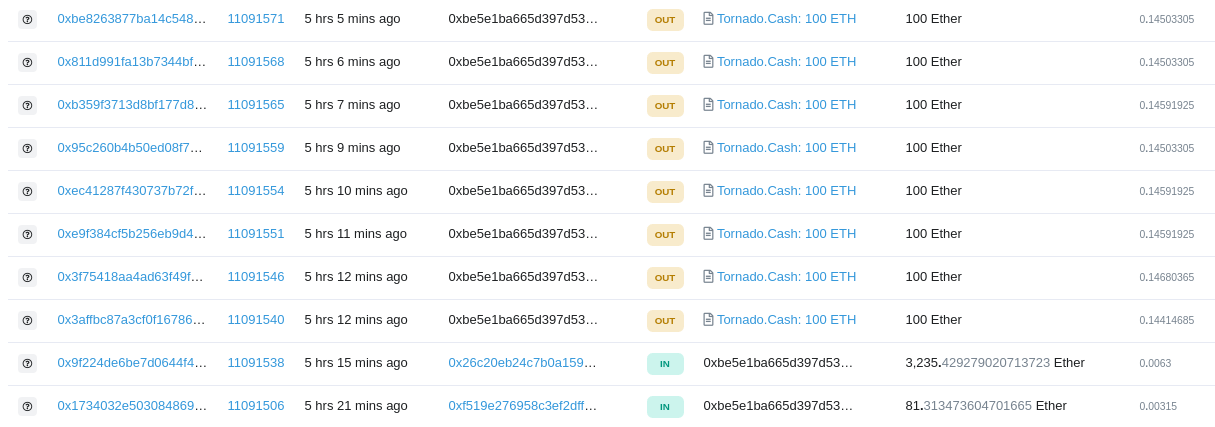 0xbe8263877ba14c548... 11091571 5 hrs 5 mins ago 0xbe5e1ba665d397d53... OUT Tornado.Cash: 100 ETH 100 Ether 0.14503305
0x811d991fa13b7344bf... 11091568 5 hrs 6 mins ago 0xbe5e1ba665d397d53... OUT Tornado.Cash: 100 ETH 100 Ether 0.14503305
0xb359f3713d8bf177d8... 11091565 5 hrs 7 mins ago 0xbe5e1ba665d397d53... OUT Tornado.Cash: 100 ETH 100 Ether 0.14591925
0x95c260b4b50ed08f7... 11091559 5 hrs 9 mins ago 0xbe5e1ba665d397d53... OUT Tornado.Cash: 100 ETH 100 Ether 0.14503305
0xec41287f430737b72f... 11091554 5 hrs 10 mins ago 0xbe5e1ba665d397d53... OUT Tornado.Cash: 100 ETH 100 Ether 0.14591925
0xe9f384cf5b256eb9d4... 11091551 5 hrs 11 mins ago 0xbe5e1ba665d397d53... OUT Tornado.Cash: 100 ETH 100 Ether 0.14591925
0x3f75418aa4ad63f49f... 11091546 5 hrs 12 mins ago 0xbe5e1ba665d397d53... OUT Tornado.Cash: 100 ETH 100 Ether 0.14680365
0x3affbc87a3cf0f16786... 11091540 5 hrs 12 mins ago 0xbe5e1ba665d397d53... OUT Tornado.Cash: 100 ETH 100 Ether 0.14414685
0x9f224de6be7d0644f4... 11091538 5 hrs 15 mins ago 0x26c20eb24c7b0a159... IN 0xbe5e1ba665d397d53... 3,235.429279020713723 Ether 0.0063
0x1734032e503084869... 11091506 5 hrs 21 mins ago 0xf519e276958c3ef2dff... IN 0xbe5e1ba665d397d53... 81.313473604701665 Ether 0.00315